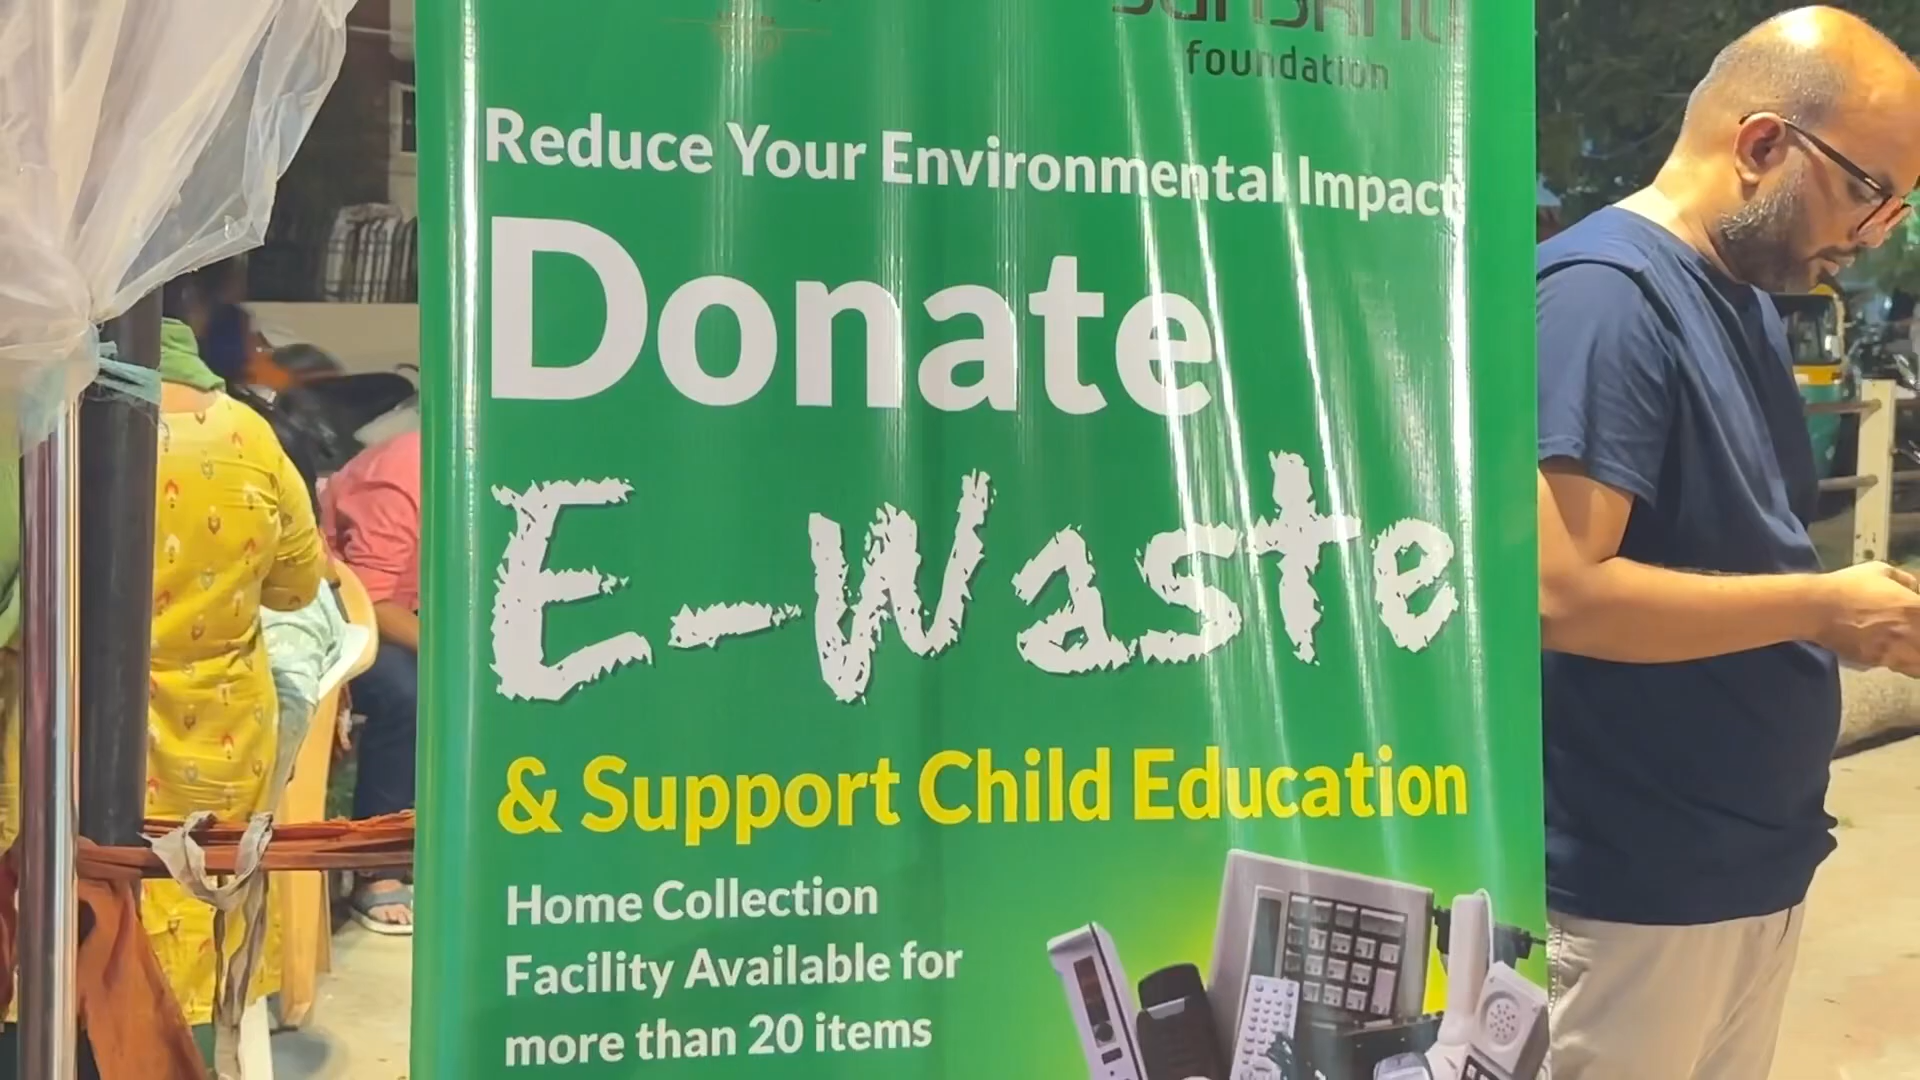 foundation
Reduce Your Environmental Impact
Donate
E-Waste
& Support Child Education
Home Collection
Facility Available for
more than 20 items